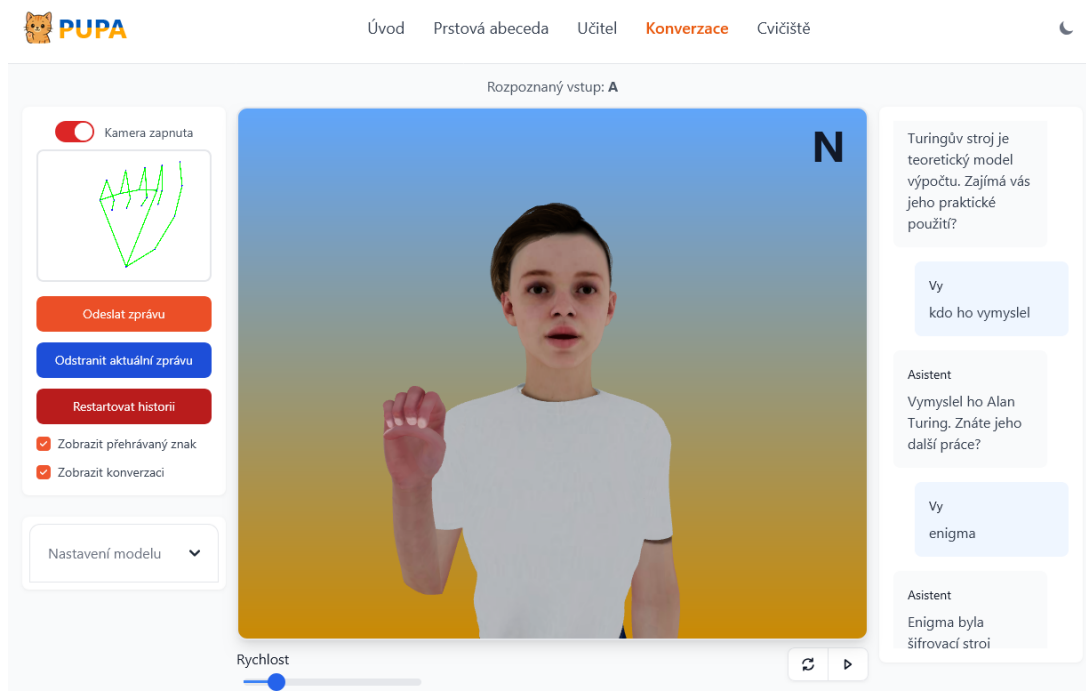 PUPA
Úvod
Prstová abeceda
Učitel
Konverzace
Cvičiště
Rozpoznaný vstup: A
Kamera zapnuta
Odeslat zprávu
Odstranit aktuální zprávu
Restartovat historii
Zobrazit přehrávaný znak
Zobrazit konverzaci
Nastavení modelu
N
Rychlost
Turingův stroj je
teoretický model
výpočtu. Zajímá vás
jeho praktické
použití?
Vy
kdo ho vymyslel
Asistent
Vymyslel ho Alan
Turing. Znáte jeho
další práce?
Vy
enigma
Asistent
Enigma byla
šifrovací stroj